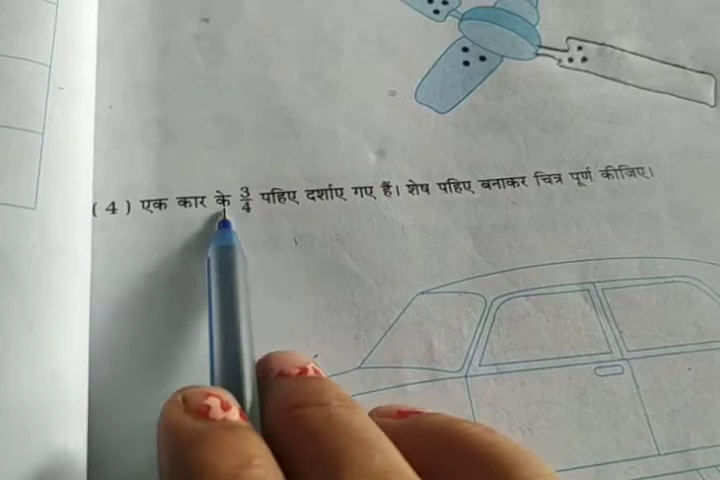 ( 4 ) एक कार के 3/4 पहिए दर्शाए गए हैं। शेष पहिए बनाकर चित्र पूर्ण कीजिए।